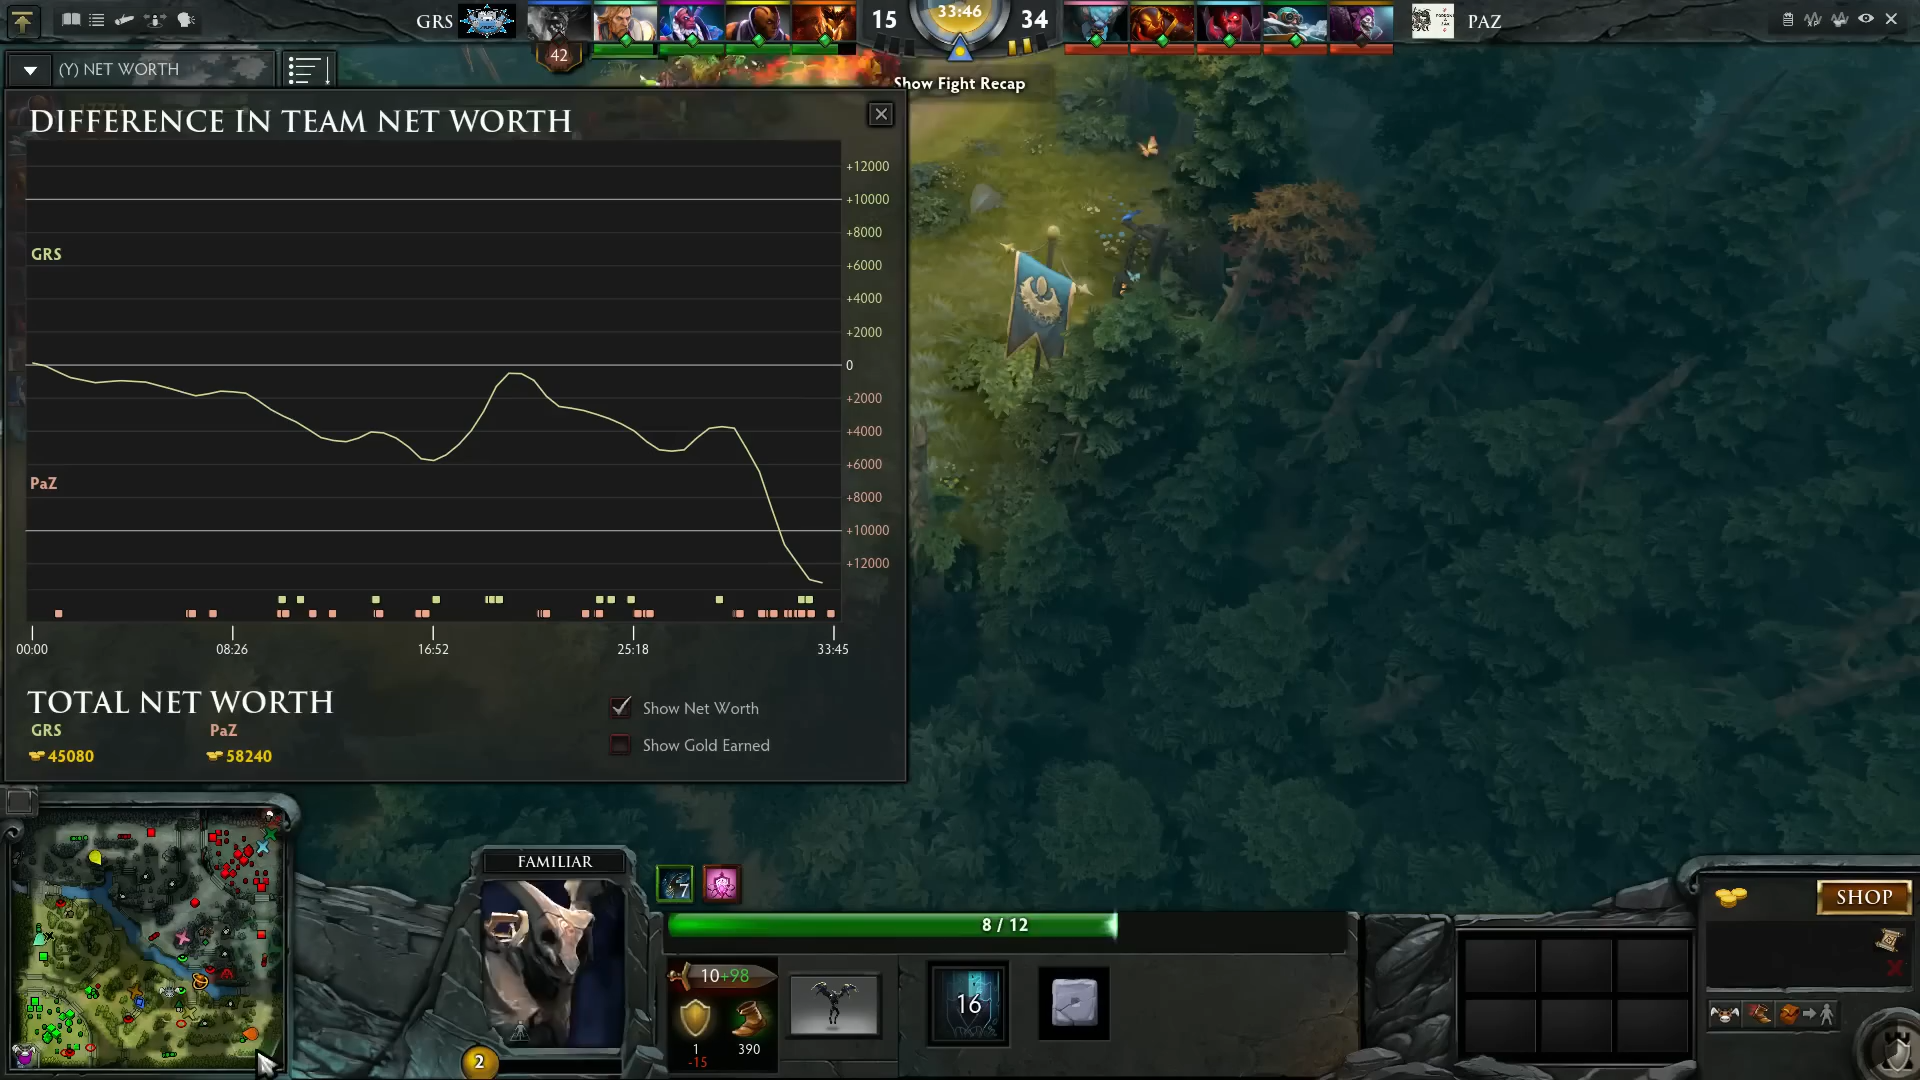 GRS
15
33:46
34
PAZ
42
(Y) NET WORTH
Show Fight Recap
DIFFERENCE IN TEAM NET WORTH
+12000
+10000
+8000
GRS
+6000
+4000
+2000
0
+2000
+4000
+6000
PaZ
+8000
+10000
+12000
00:00
08:26
16:52
25:18
33:45
TOTAL NET WORTH
GRS
PaZ
45080
58240
Show Net Worth
Show Gold Earned
FAMILIAR
7
8 / 12
SHOP
10+98
16
1
390
-15
2